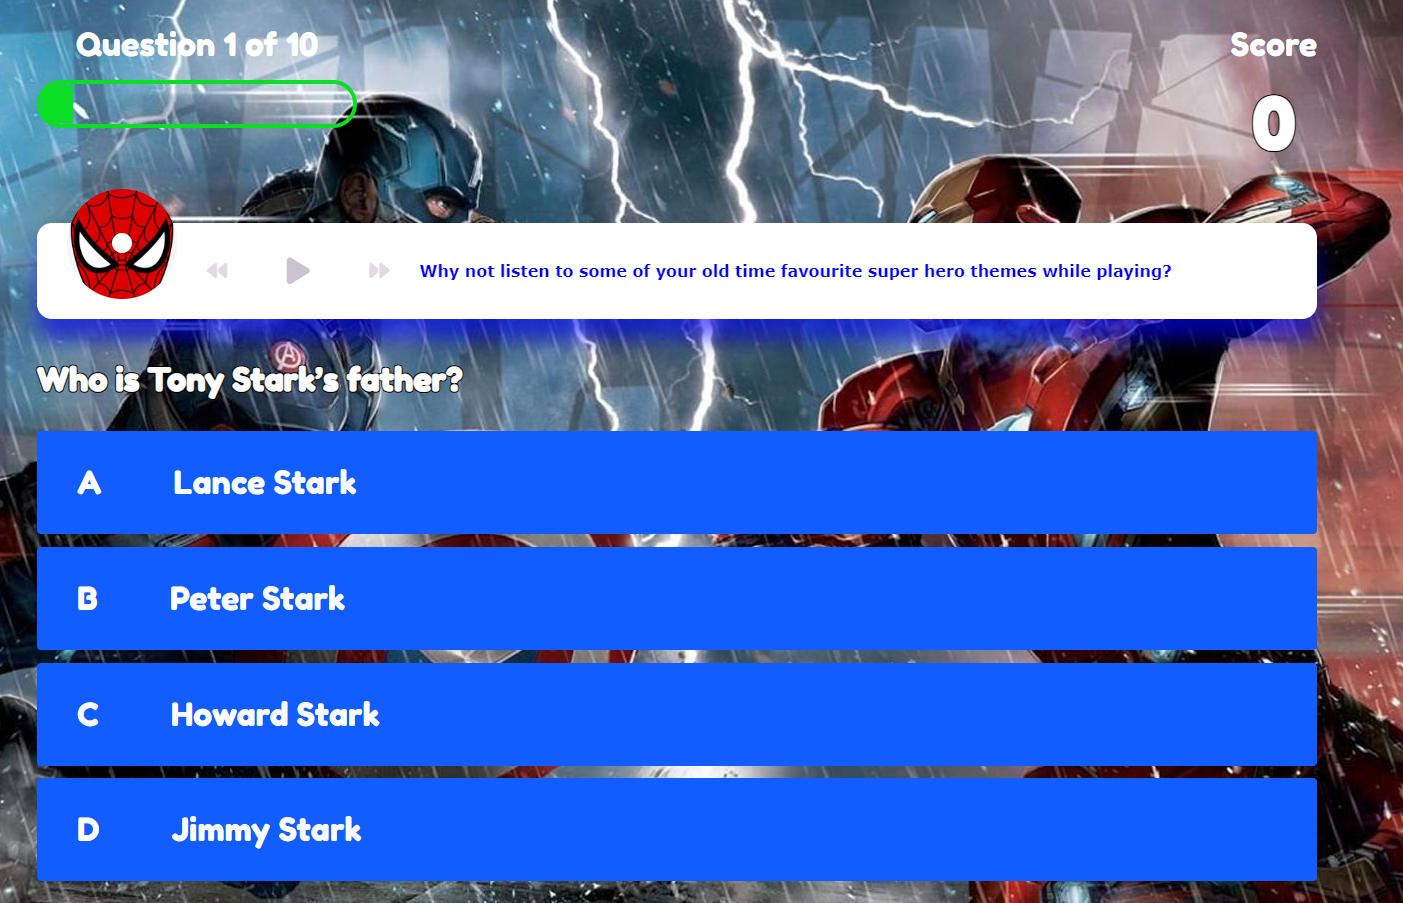 Question 1 of 10
Score
0
Why not listen to some of your old time favourite super hero themes while playing?
Who is Tony Stark's father?
A Lance Stark
B Peter Stark
C Howard Stark
D Jimmy Stark